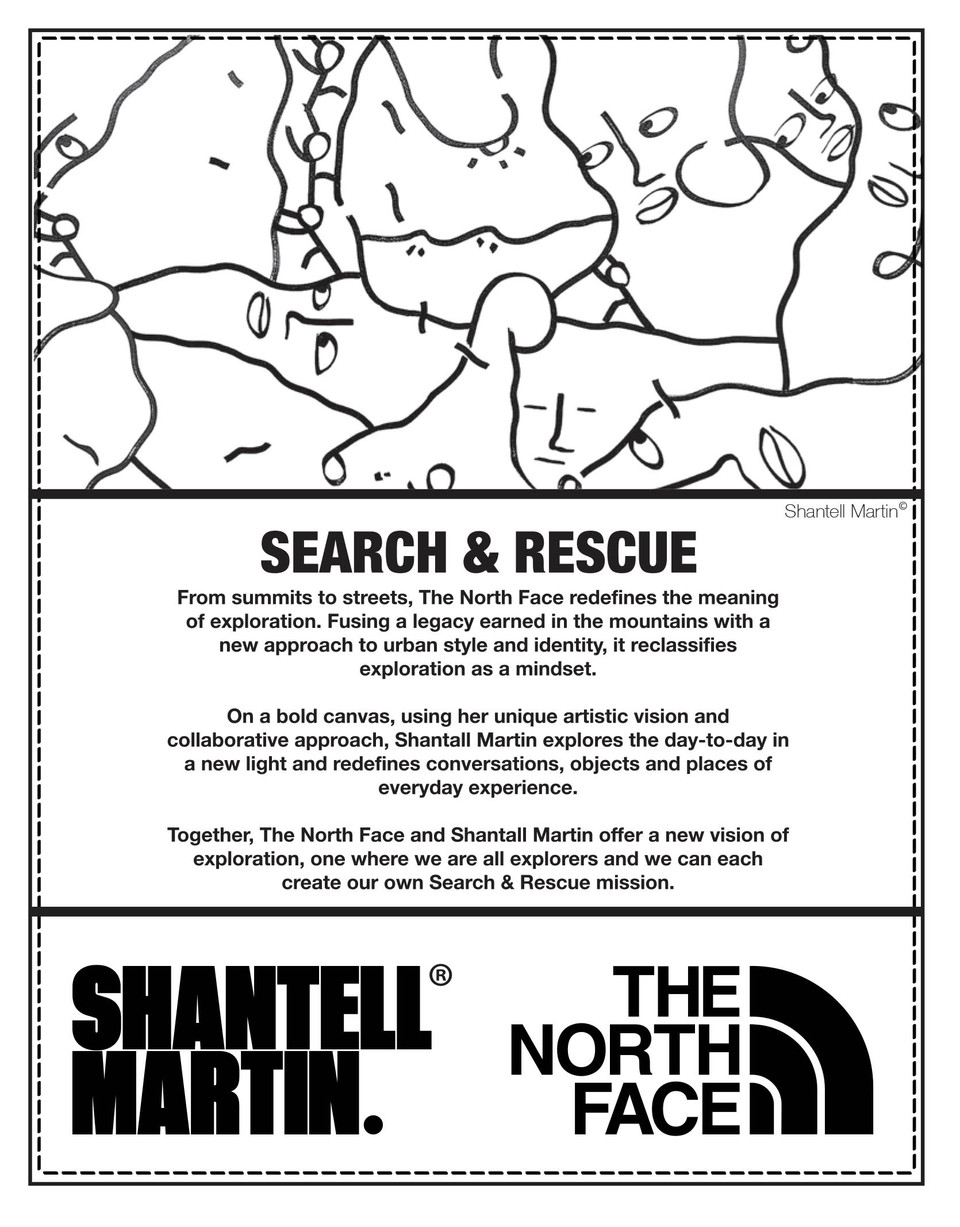 Shantell Martin©
SEARCH & RESCUE
From summits to streets, The North Face redefines the meaning
of exploration. Fusing a legacy earned in the mountains with a
new approach to urban style and identity, it reclassifies
exploration as a mindset.
On a bold canvas, using her unique artistic vision and
collaborative approach, Shantall Martin explores the day-to-day in
a new light and redefines conversations, objects and places of
everyday experience.
Together, The North Face and Shantall Martin offer a new vision of
exploration, one where we are all explorers and we can each
create our own Search & Rescue mission.
SHANTELL®
MARTIN.
THE
NORTH
FACE